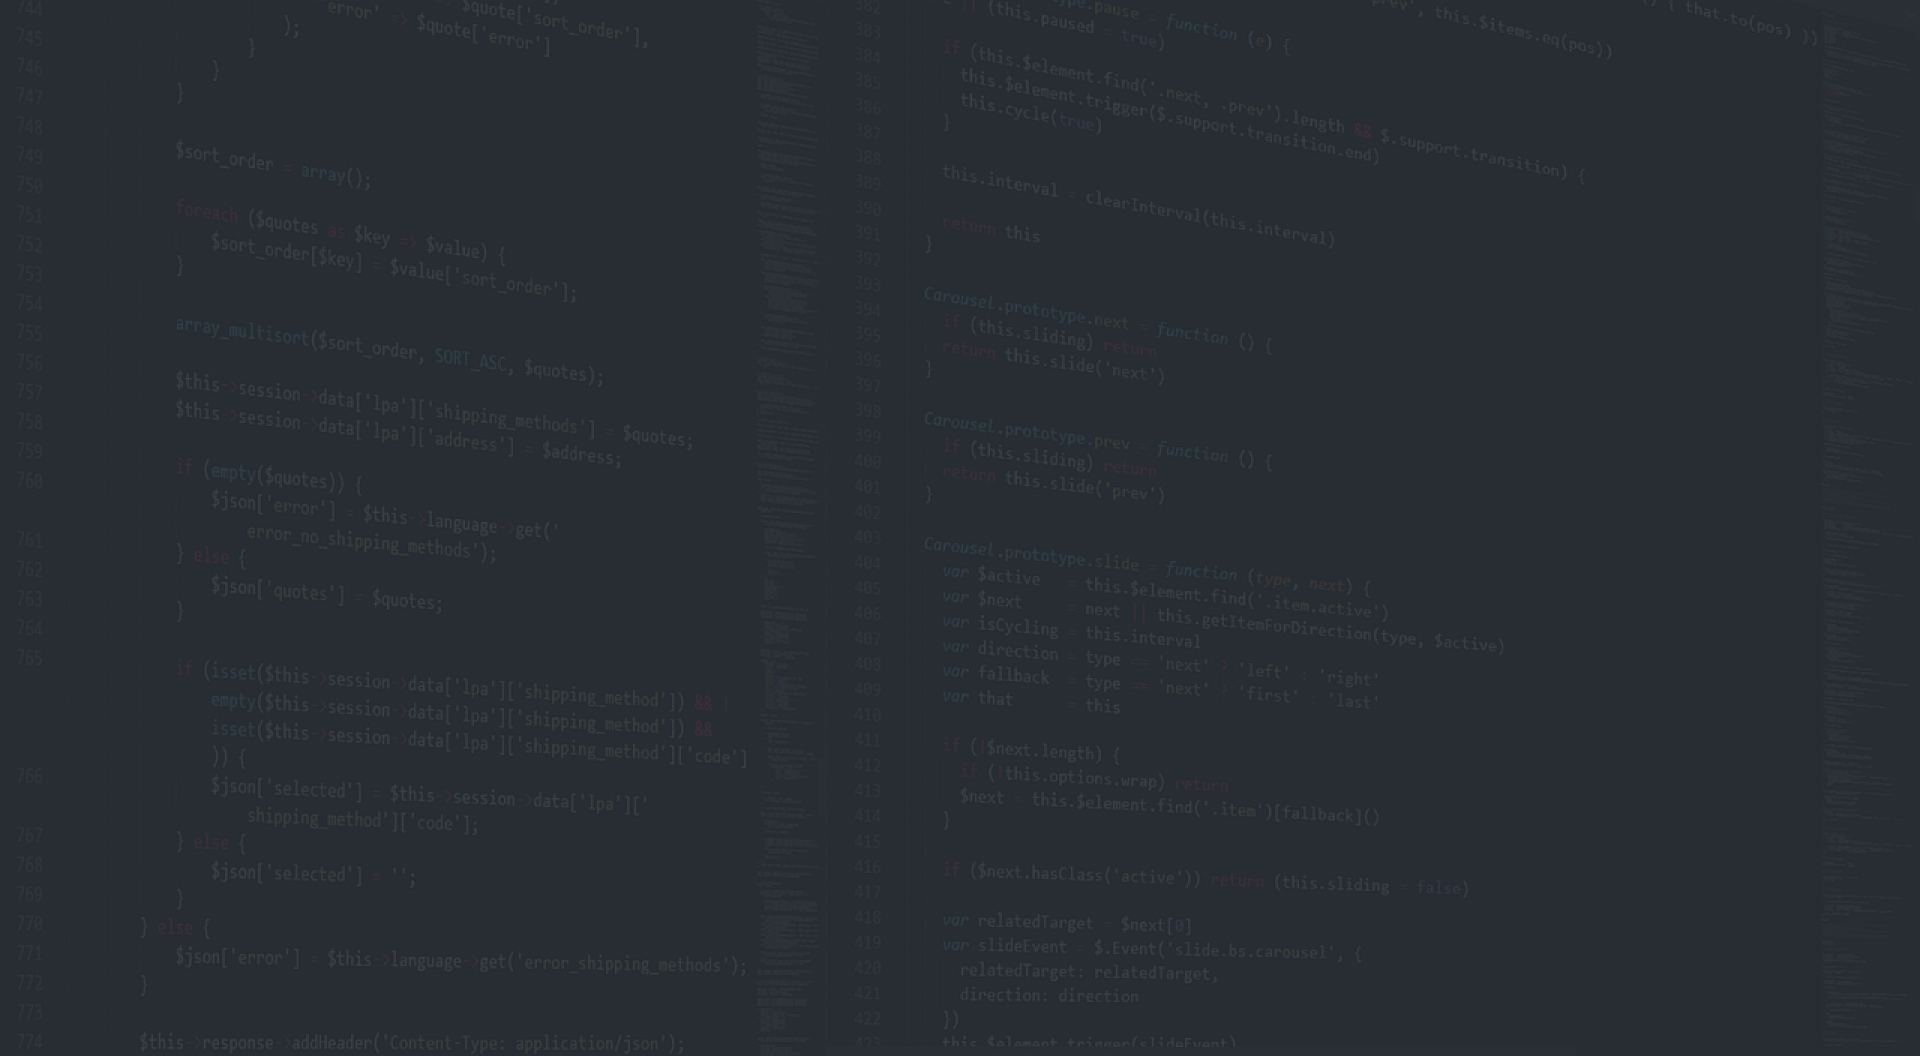 744
745
746
747
748
749
750
751
752
753
754
755
756
757
758
759
760
761
762
763
764
765
766
767
768
769
770
771
772
773
774
=> $quote['sort_order'],
'error' => $quote['error']
);
}
}
}
$sort_order = array();
foreach ($quotes as $key => $value) {
$sort_order[$key] = $value['sort_order'];
}
array_multisort($sort_order, SORT_ASC, $quotes);
$this->session->data['lpa']['shipping_methods'] = $quotes;
$this->session->data['lpa']['address'] = $address;
if (empty($quotes)) {
$json['error'] = $this->language->get('
error_no_shipping_methods');
} else {
$json['quotes'] = $quotes;
}
if (isset($this->session->data['lpa']['shipping_method']) && !
empty($this->session->data['lpa']['shipping_method']) &&
isset($this->session->data['lpa']['shipping_method']['code']
)) {
$json['selected'] = $this->session->data['lpa']['
shipping_method']['code'];
} else {
$json['selected'] = '';
}
} else {
$json['error'] = $this->language->get('error_shipping_methods');
}
$this->response->addHeader('Content-Type: application/json');
382
383
384
385
386
387
388
389
390
391
392
393
394
395
396
397
398
399
400
401
402
403
404
405
406
407
408
409
410
411
412
413
414
415
416
417
418
419
420
421
422
423
prev', this.$items.eq(pos))
{ that.to(pos) })
.pause = function (e) {
|| (this.paused = true)
if (this.$element.find('.next, .prev').length && $.support.transition) {
this.$element.trigger($.support.transition.end)
this.cycle(true)
}
this.interval = clearInterval(this.interval)
return this
}
Carousel.prototype.next = function () {
if (this.sliding) return
return this.slide('next')
}
Carousel.prototype.prev = function () {
if (this.sliding) return
return this.slide('prev')
}
Carousel.prototype.slide = function (type, next) {
var $active = this.$element.find('.item.active')
var $next = next || this.getItemForDirection(type, $active)
var isCycling = this.interval
var direction = type == 'next' ? 'left' : 'right'
var fallback = type == 'next' ? 'first' : 'last'
var that = this
if (!$next.length) {
if (!this.options.wrap) return
$next = this.$element.find('.item')[fallback]()
}
if ($next.hasClass('active')) return (this.sliding = false)
var relatedTarget = $next[0]
var slideEvent = $.Event('slide.bs.carousel', {
relatedTarget: relatedTarget,
direction: direction
})
this.$element.trigger(slideEvent)